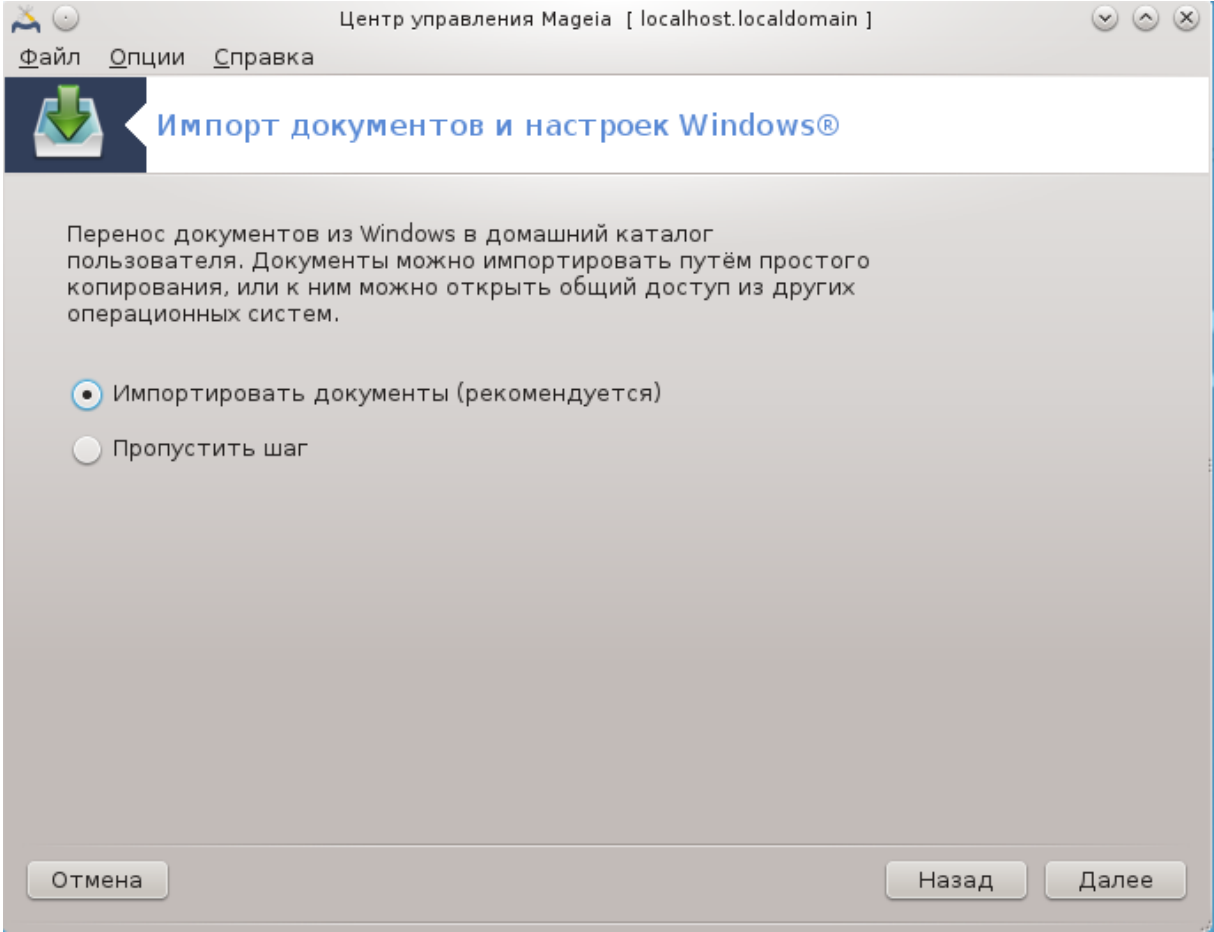 Центр управления Mageia [ localhost.localdomain ]
Файл Опции Справка
Импорт документов и настроек Windows®
Перенос документов из Windows в домашний каталог
пользователя. Документы можно импортировать путём простого
копирования, или к ним можно открыть общий доступ из других
операционных систем.
Импортировать документы (рекомендуется)
Пропустить шаг
Отмена Назад Далее